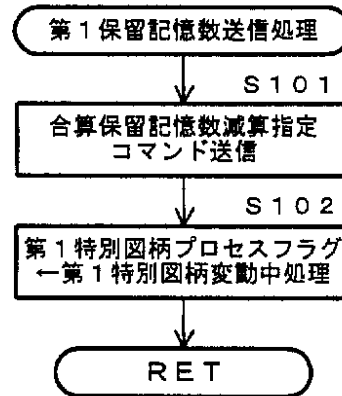 第１保留記憶数送信処理
Ｓ１０１
合算保留記憶数減算指定
コマンド送信
Ｓ１０２
第１特別図柄プロセスフラグ
←第１特別図柄変動中処理
ＲＥＴ